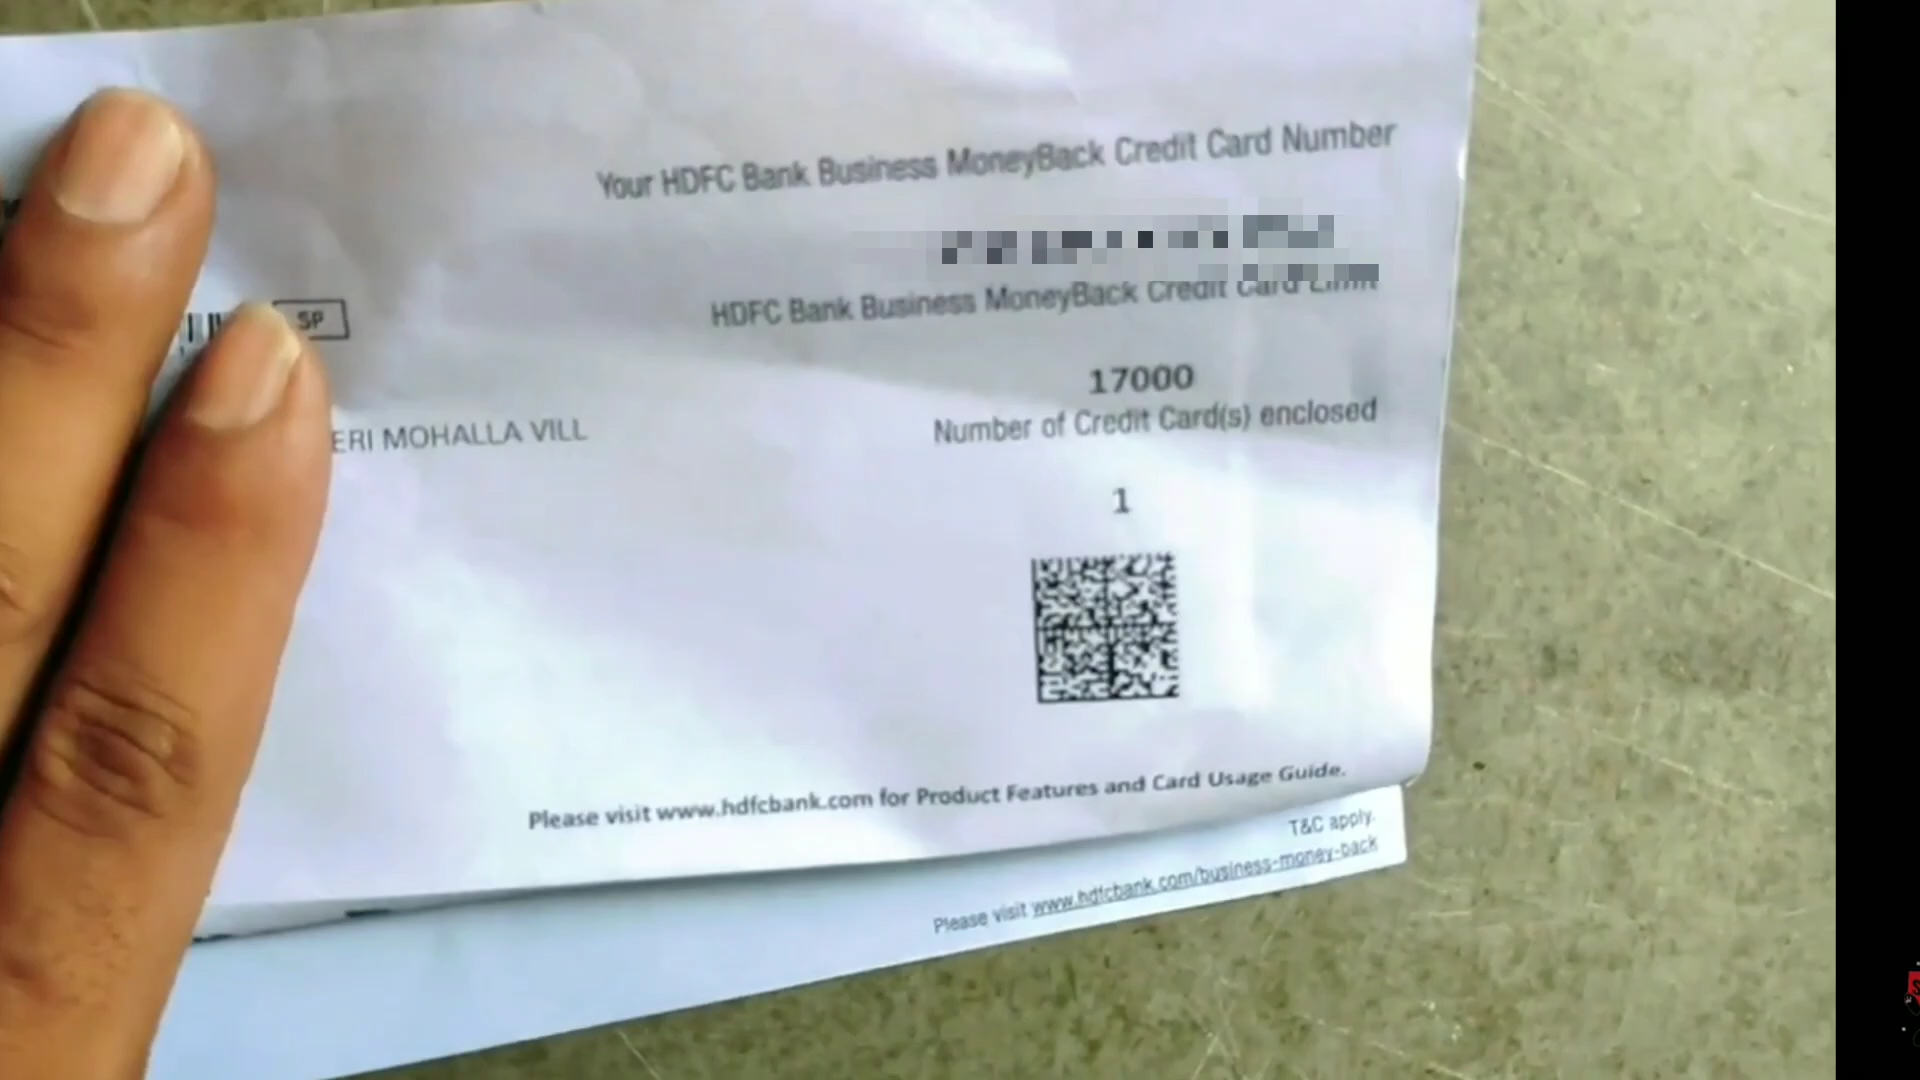 Your HDFC Bank Business MoneyBack Credit Card Number
HDFC Bank Business MoneyBack Credit Card Limit
SP
17000
ERI MOHALLA VILL
Number of Credit Card(s) enclosed
1
Please visit www.hdfcbank.com for Product Features and Card Usage Guide.
T&C apply.
Please visit www.hdfcbank.com/business-money-back